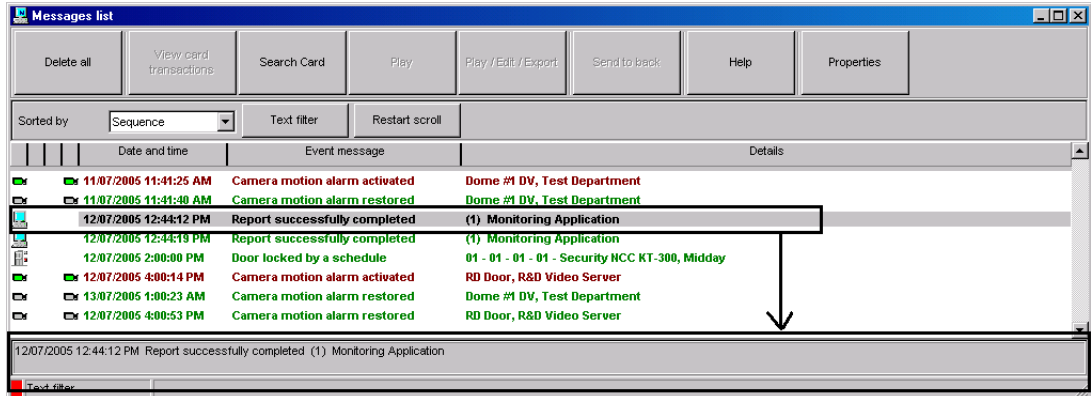 Messages list
Delete all
View card transactions
Search Card
Play
Play / Edit / Export
Send to back
Help
Properties
Sorted by Sequence Text filter Restart scroll
Date and time Event message Details
11/07/2005 11:41:25 AM Camera motion alarm activated Dome #1 DV, Test Department
11/07/2005 11:41:40 AM Camera motion alarm restored Dome #1 DV, Test Department
12/07/2005 12:44:12 PM Report successfully completed (1) Monitoring Application
12/07/2005 12:44:19 PM Report successfully completed (1) Monitoring Application
12/07/2005 2:00:00 PM Door locked by a schedule 01 - 01 - 01 - 01 - Security NCC KT-300, Midday
12/07/2005 4:00:14 PM Camera motion alarm activated RD Door, R&D Video Server
13/07/2005 1:00:23 AM Camera motion alarm restored Dome #1 DV, Test Department
12/07/2005 4:00:53 PM Camera motion alarm restored RD Door, R&D Video Server
12/07/2005 12:44:12 PM Report successfully completed (1) Monitoring Application
Text filter